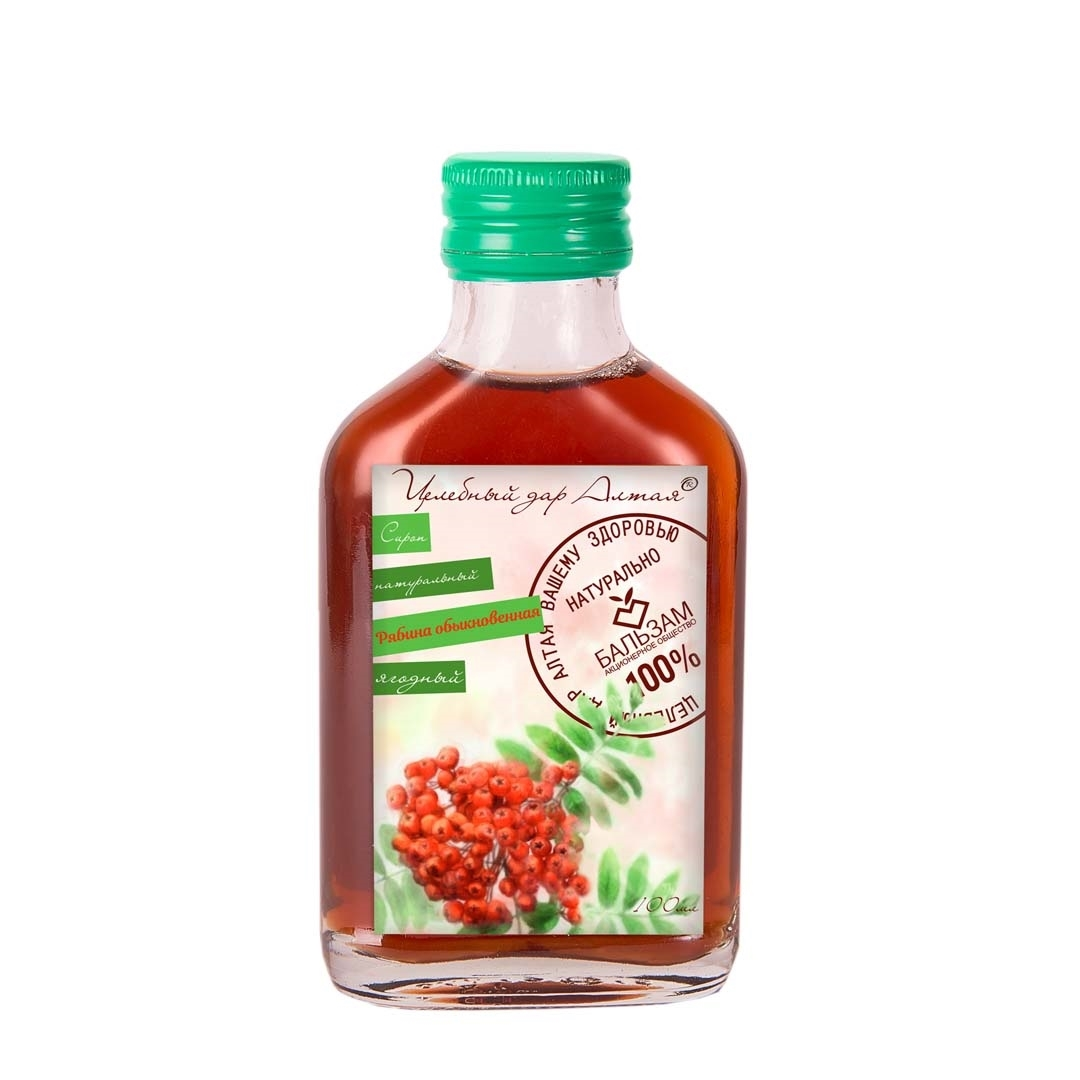 Целебный дар Алтая®
Сироп
натуральный
Рябина обыкновенная
ягодный
АЛТАЯ ВАШЕМУ ЗДОРОВЬЮ
НАТУРАЛЬНО
БАЛЬЗАМ
АКЦИОНЕРНОЕ ОБЩЕСТВО
100%
100мл